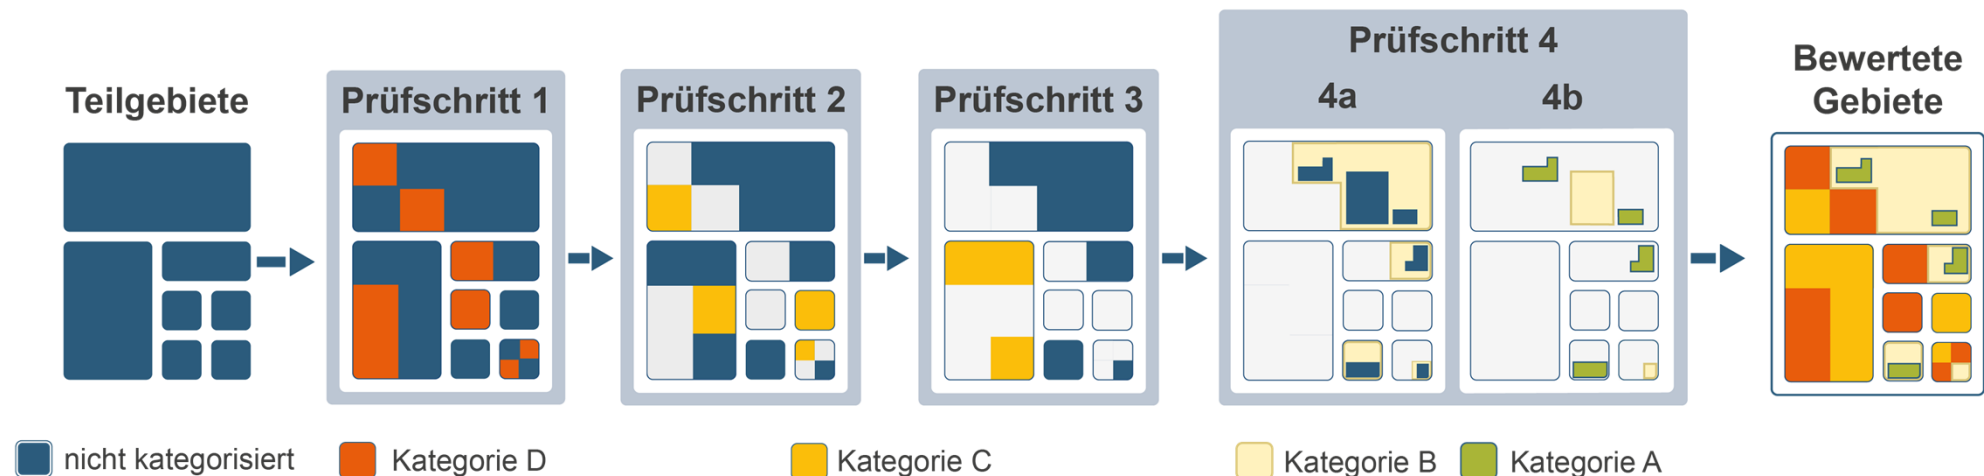 Teilgebiete
Prüfschritt 1
Prüfschritt 2
Prüfschritt 3
Prüfschritt 4
4a
4b
Bewertete
Gebiete
nicht kategorisiert
Kategorie D
Kategorie C
Kategorie B
Kategorie A